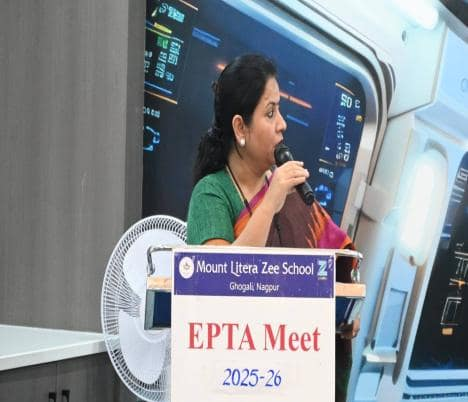 Mount Litera Zee School
Ghogali, Nagpur
EPTA Meet
2025-26